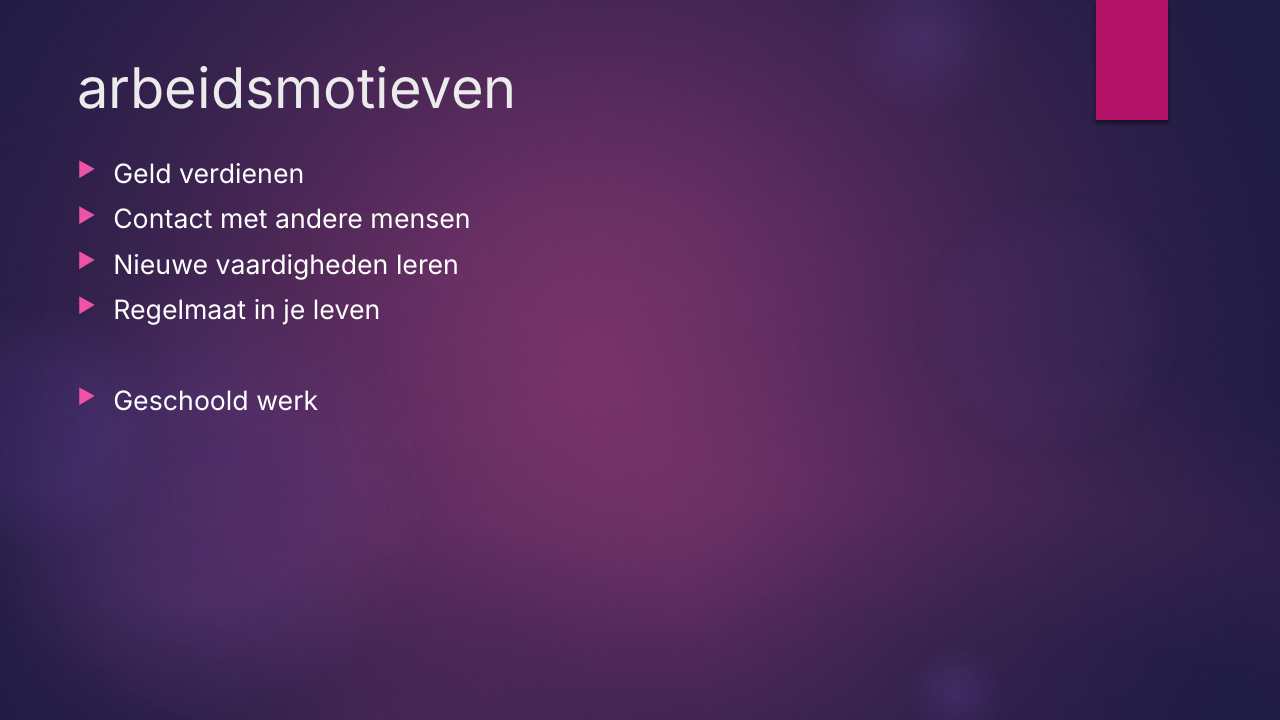 arbeidsmotieven
Geld verdienen
Contact met andere mensen
Nieuwe vaardigheden leren
Regelmaat in je leven
Geschoold werk